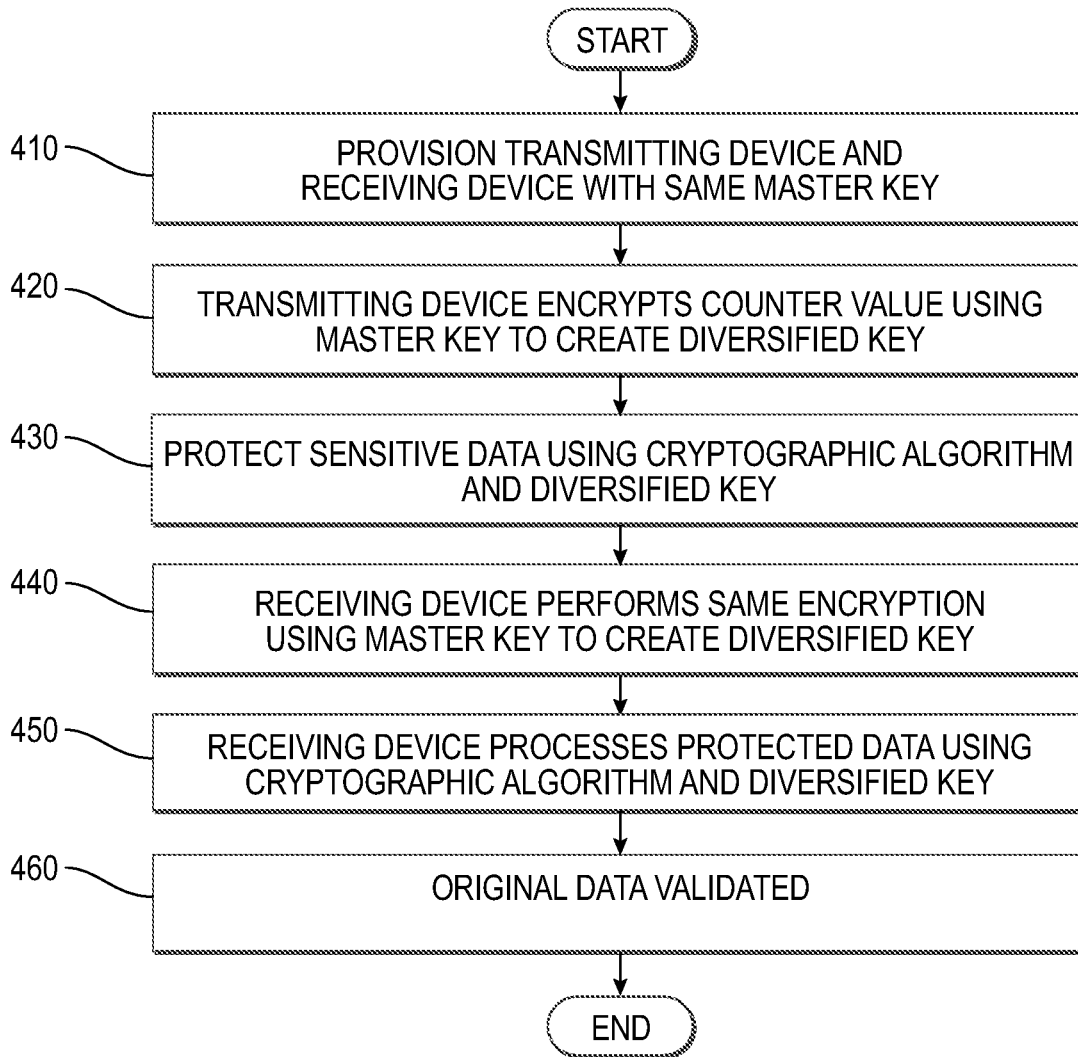 START
410
PROVISION TRANSMITTING DEVICE AND
RECEIVING DEVICE WITH SAME MASTER KEY
420
TRANSMITTING DEVICE ENCRYPTS COUNTER VALUE USING
MASTER KEY TO CREATE DIVERSIFIED KEY
430
PROTECT SENSITIVE DATA USING CRYPTOGRAPHIC ALGORITHM
AND DIVERSIFIED KEY
440
RECEIVING DEVICE PERFORMS SAME ENCRYPTION
USING MASTER KEY TO CREATE DIVERSIFIED KEY
450
RECEIVING DEVICE PROCESSES PROTECTED DATA USING
CRYPTOGRAPHIC ALGORITHM AND DIVERSIFIED KEY
460
ORIGINAL DATA VALIDATED
END